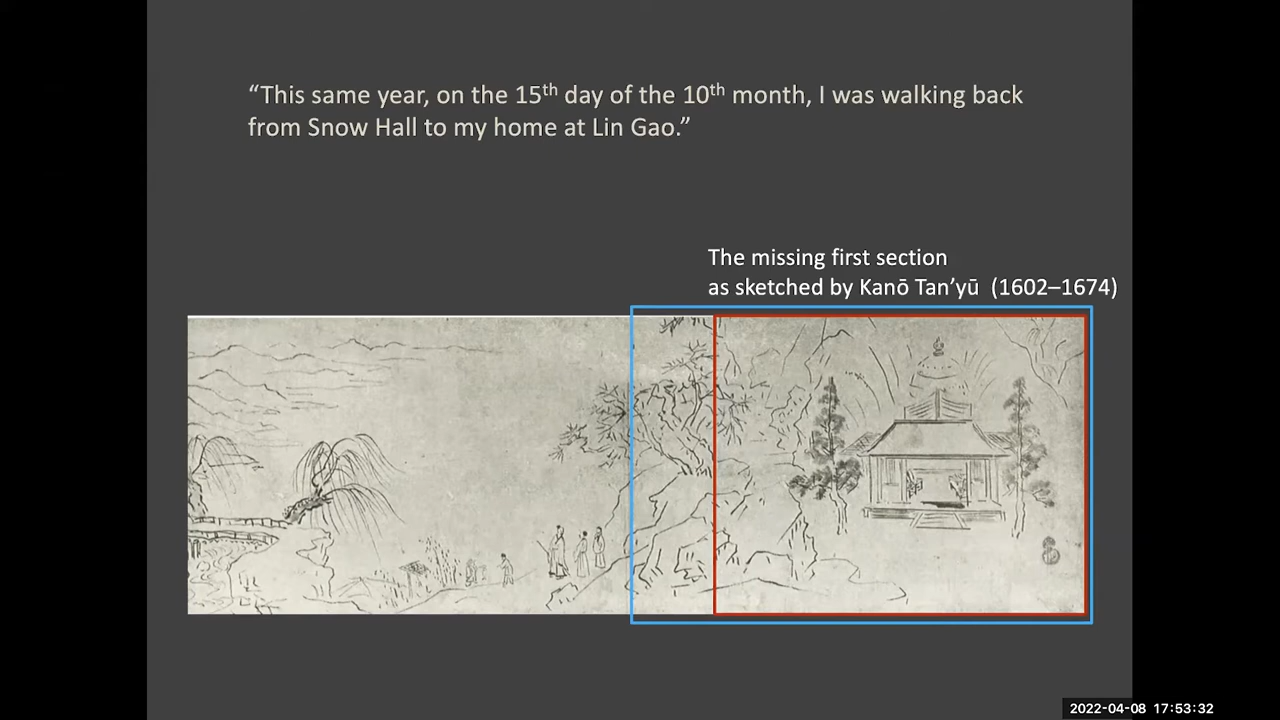 “This same year, on the 15th day of the 10th month, I was walking back
from Snow Hall to my home at Lin Gao.”
The missing first section
as sketched by Kanō Tan’yū (1602–1674)
2022-04-08 17:53:32